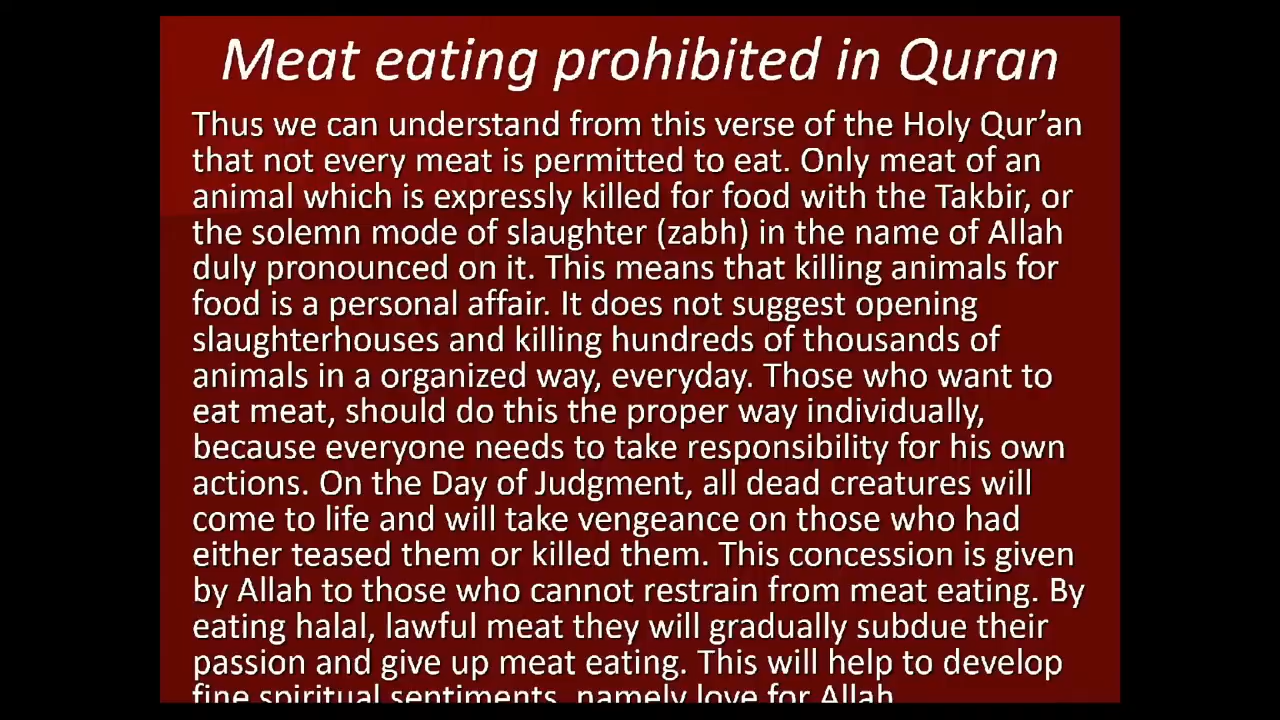 Meat eating prohibited in Quran
Thus we can understand from this verse of the Holy Qur’an
that not every meat is permitted to eat. Only meat of an
animal which is expressly killed for food with the Takbir, or
the solemn mode of slaughter (zabh) in the name of Allah
duly pronounced on it. This means that killing animals for
food is a personal affair. It does not suggest opening
slaughterhouses and killing hundreds of thousands of
animals in a organized way, everyday. Those who want to
eat meat, should do this the proper way individually,
because everyone needs to take responsibility for his own
actions. On the Day of Judgment, all dead creatures will
come to life and will take vengeance on those who had
either teased them or killed them. This concession is given
by Allah to those who cannot restrain from meat eating. By
eating halal, lawful meat they will gradually subdue their
passion and give up meat eating. This will help to develop
fine spiritual sentiments, namely love for Allah